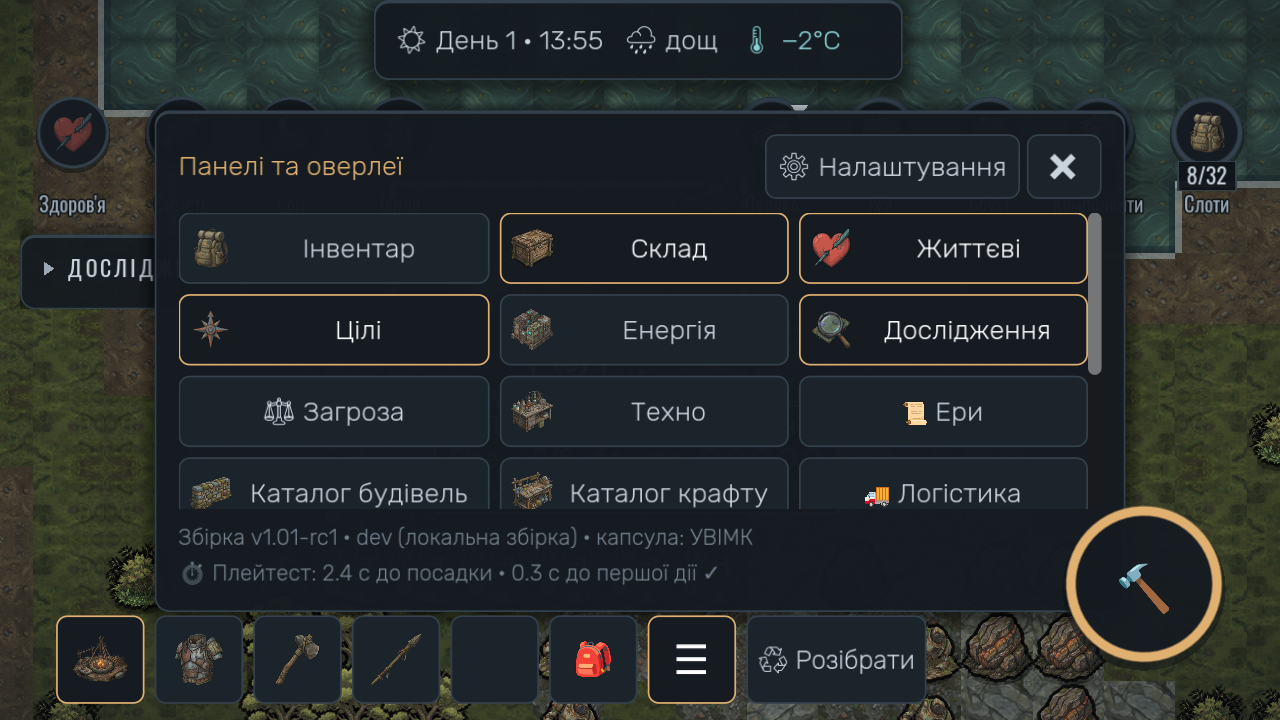 День 1 • 13:55 дощ −2°C
Панелі та оверлеї
Налаштування
8/32
Здоров'я
Слоти
Інвентар
Склад
Життєві
ДОСЛІД
Цілі
Енергія
Дослідження
Загроза
Техно
Ери
Каталог будівель
Каталог крафту
Логістика
Збірка v1.01-rc1 • dev (локальна збірка) • капсула: УВІМК
Плейтест: 2.4 с до посадки • 0.3 с до першої дії ✓
Розібрати